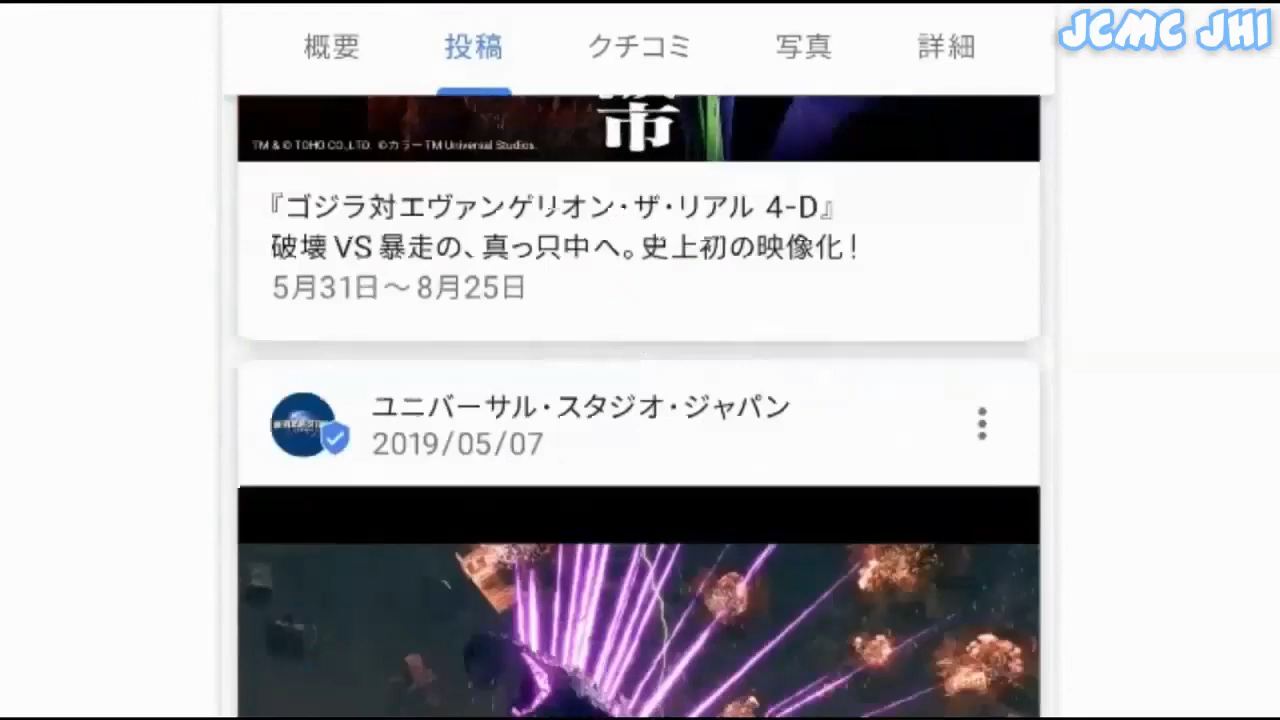 JCMC JHI
概要 投稿 クチコミ 写真 詳細
市
TM & © TOHO CO.,LTD. ©カラー TM Universal Studios.
『ゴジラ対エヴァンゲリオン・ザ・リアル 4-D』
破壊 VS 暴走の、真っ只中へ。史上初の映像化！
5月31日～8月25日
ユニバーサル・スタジオ・ジャパン
2019/05/07